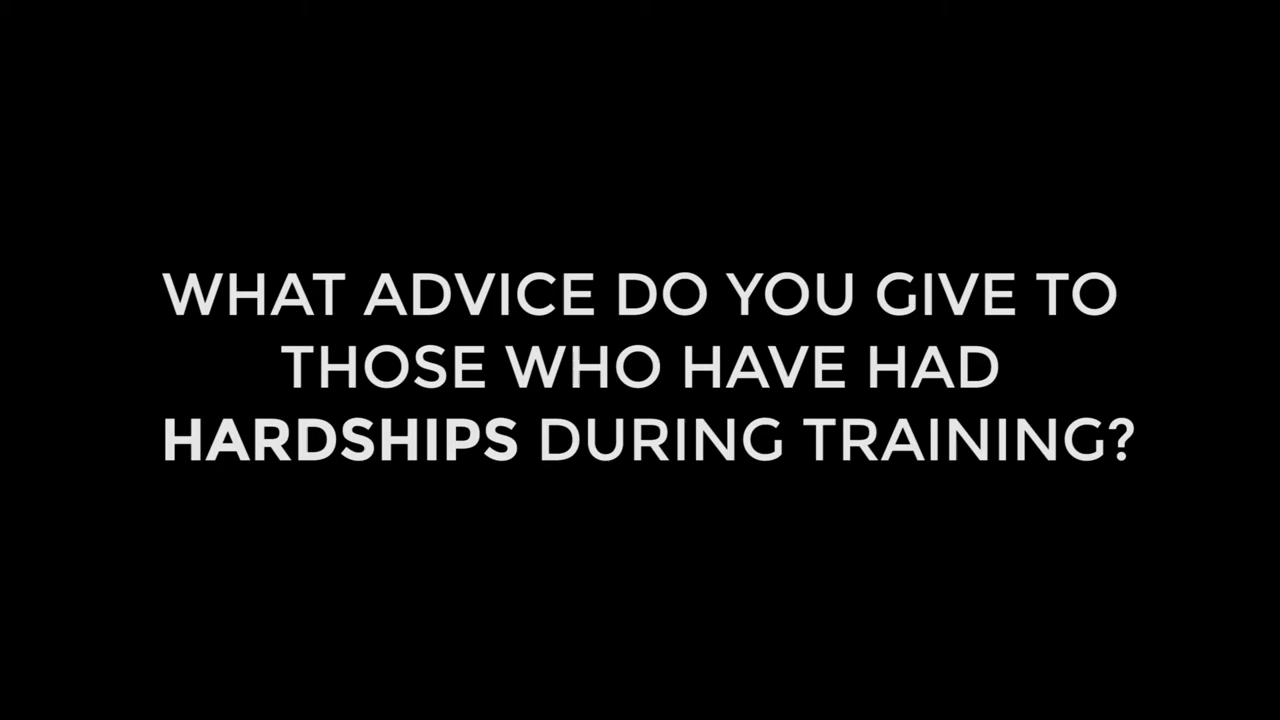 WHAT ADVICE DO YOU GIVE TO
THOSE WHO HAVE HAD
HARDSHIPS DURING TRAINING?